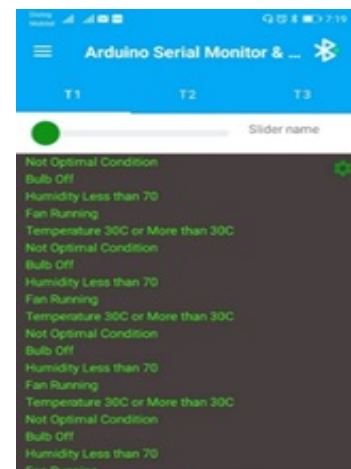 7:19
Arduino Serial Monitor & ...
T1 T2 T3
Slider name
Not Optimal Condition
Bulb Off
Humidity Less than 70
Fan Running
Temperature 30C or More than 30C
Not Optimal Condition
Bulb Off
Humidity Less than 70
Fan Running
Temperature 30C or More than 30C
Not Optimal Condition
Bulb Off
Humidity Less than 70
Fan Running
Temperature 30C or More than 30C
Not Optimal Condition
Bulb Off
Humidity Less than 70
Fan Running